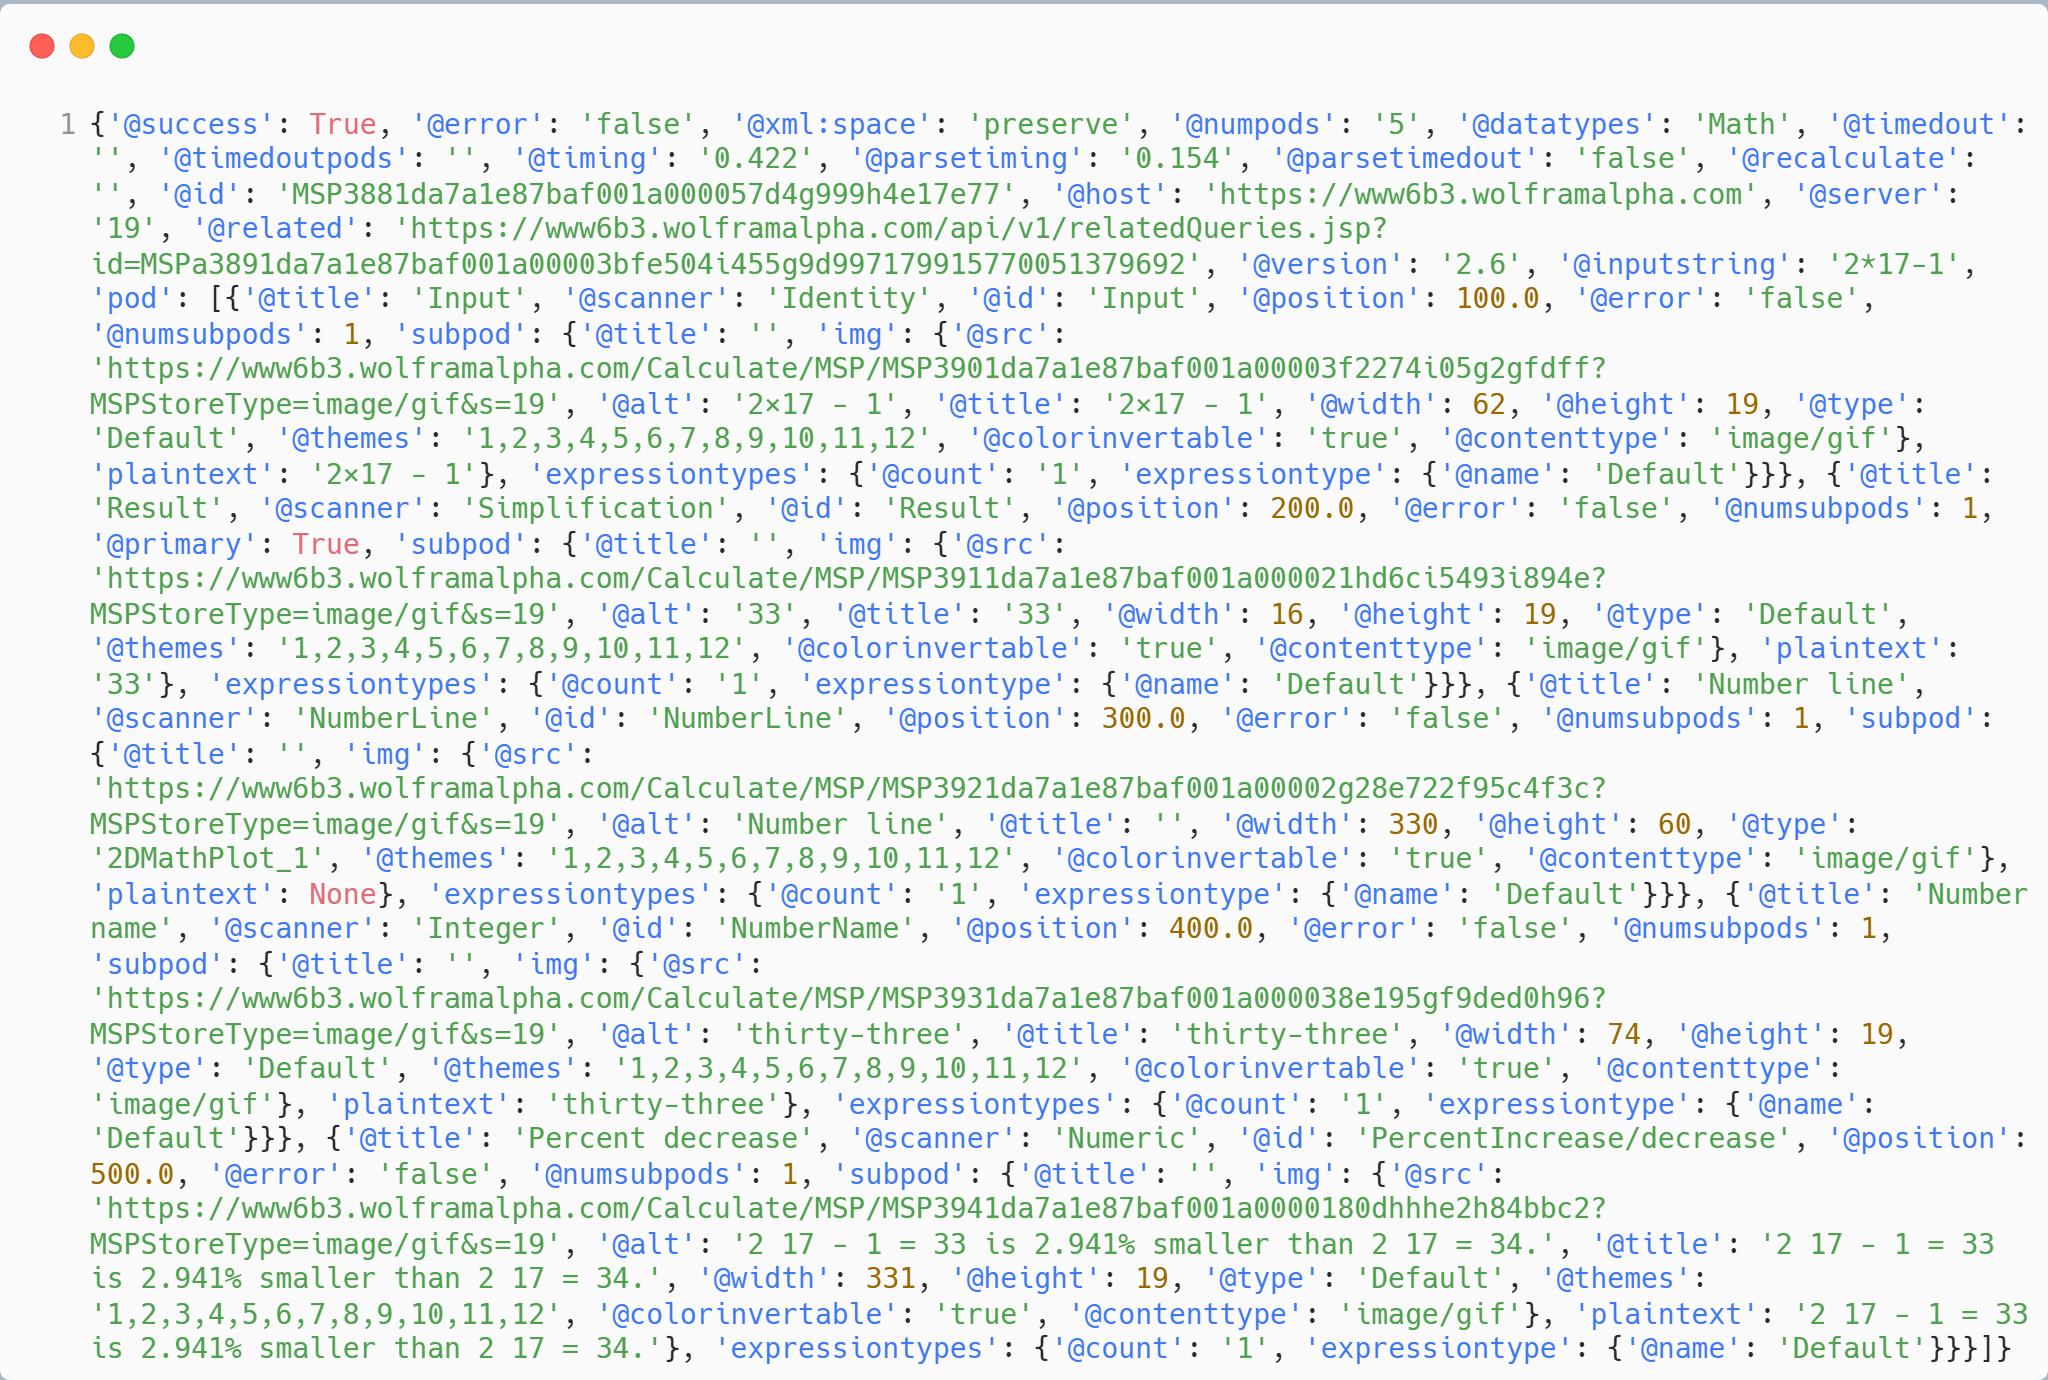 1 {'@success': True, '@error': 'false', '@xml:space': 'preserve', '@numpods': '5', '@datatypes': 'Math', '@timedout':
'', '@timedoutpods': '', '@timing': '0.422', '@parsetiming': '0.154', '@parsetimedout': 'false', '@recalculate':
'', '@id': 'MSP3881da7a1e87baf001a000057d4g999h4e17e77', '@host': 'https://www6b3.wolframalpha.com', '@server':
'19', '@related': 'https://www6b3.wolframalpha.com/api/v1/relatedQueries.jsp?
id=MSPa3891da7a1e87baf001a00003bfe504i455g9d9971799157700513​79692', '@version': '2.6', '@inputstring': '2*17-1',
'pod': [{'@title': 'Input', '@scanner': 'Identity', '@id': 'Input', '@position': 100.0, '@error': 'false',
'@numsubpods': 1, 'subpod': {'@title': '', 'img': {'@src':
'https://www6b3.wolframalpha.com/Calculate/MSP/MSP3901da7a1e87baf001a00003f2274i05g2gfdff?
MSPStoreType=image/gif&s=19', '@alt': '2×17 - 1', '@title': '2×17 - 1', '@width': 62, '@height': 19, '@type':
'Default', '@themes': '1,2,3,4,5,6,7,8,9,10,11,12', '@colorinvertable': 'true', '@contenttype': 'image/gif'},
'plaintext': '2×17 - 1'}, 'expressiontypes': {'@count': '1', 'expressiontype': {'@name': 'Default'}}}, {'@title':
'Result', '@scanner': 'Simplification', '@id': 'Result', '@position': 200.0, '@error': 'false', '@numsubpods': 1,
'@primary': True, 'subpod': {'@title': '', 'img': {'@src':
'https://www6b3.wolframalpha.com/Calculate/MSP/MSP3911da7a1e87baf001a000021hd6ci5493i894e?
MSPStoreType=image/gif&s=19', '@alt': '33', '@title': '33', '@width': 16, '@height': 19, '@type': 'Default',
'@themes': '1,2,3,4,5,6,7,8,9,10,11,12', '@colorinvertable': 'true', '@contenttype': 'image/gif'}, 'plaintext':
'33'}, 'expressiontypes': {'@count': '1', 'expressiontype': {'@name': 'Default'}}}, {'@title': 'Number line',
'@scanner': 'NumberLine', '@id': 'NumberLine', '@position': 300.0, '@error': 'false', '@numsubpods': 1, 'subpod':
{'@title': '', 'img': {'@src':
'https://www6b3.wolframalpha.com/Calculate/MSP/MSP3921da7a1e87baf001a00002g28e722f95c4f3c?
MSPStoreType=image/gif&s=19', '@alt': 'Number line', '@title': '', '@width': 330, '@height': 60, '@type':
'2DMathPlot_1', '@themes': '1,2,3,4,5,6,7,8,9,10,11,12', '@colorinvertable': 'true', '@contenttype': 'image/gif'},
'plaintext': None}, 'expressiontypes': {'@count': '1', 'expressiontype': {'@name': 'Default'}}}, {'@title': 'Number
name', '@scanner': 'Integer', '@id': 'NumberName', '@position': 400.0, '@error': 'false', '@numsubpods': 1,
'subpod': {'@title': '', 'img': {'@src':
'https://www6b3.wolframalpha.com/Calculate/MSP/MSP3931da7a1e87baf001a000038e195gf9ded0h96?
MSPStoreType=image/gif&s=19', '@alt': 'thirty-three', '@title': 'thirty-three', '@width': 74, '@height': 19,
'@type': 'Default', '@themes': '1,2,3,4,5,6,7,8,9,10,11,12', '@colorinvertable': 'true', '@contenttype':
'image/gif'}, 'plaintext': 'thirty-three'}, 'expressiontypes': {'@count': '1', 'expressiontype': {'@name':
'Default'}}}, {'@title': 'Percent decrease', '@scanner': 'Numeric', '@id': 'PercentIncrease/decrease', '@position':
500.0, '@error': 'false', '@numsubpods': 1, 'subpod': {'@title': '', 'img': {'@src':
'https://www6b3.wolframalpha.com/Calculate/MSP/MSP3941da7a1e87baf001a0000180dhhhe2h84bbc2?
MSPStoreType=image/gif&s=19', '@alt': '2 17 - 1 = 33 is 2.941% smaller than 2 17 = 34.', '@title': '2 17 - 1 = 33
is 2.941% smaller than 2 17 = 34.', '@width': 331, '@height': 19, '@type': 'Default', '@themes':
'1,2,3,4,5,6,7,8,9,10,11,12', '@colorinvertable': 'true', '@contenttype': 'image/gif'}, 'plaintext': '2 17 - 1 = 33
is 2.941% smaller than 2 17 = 34.'}, 'expressiontypes': {'@count': '1', 'expressiontype': {'@name': 'Default'}}}]}